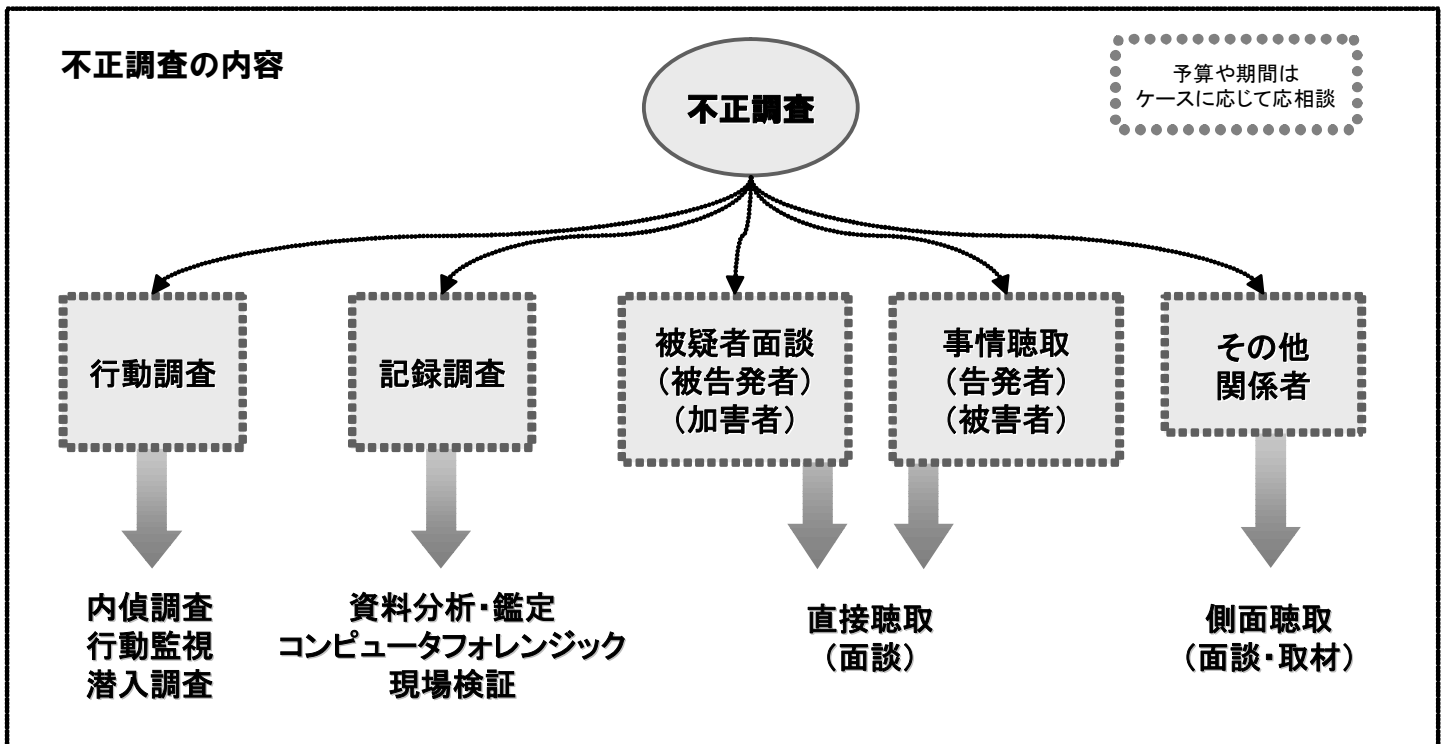 不正調査の内容
予算や期間は
ケースに応じて応相談
不正調査
行動調査
記録調査
被疑者面談
（被告発者）
（加害者）
事情聴取
（告発者）
（被害者）
その他
関係者
内偵調査
行動監視
潜入調査
資料分析・鑑定
コンピュータフォレンジック
現場検証
直接聴取
（面談）
側面聴取
（面談・取材）